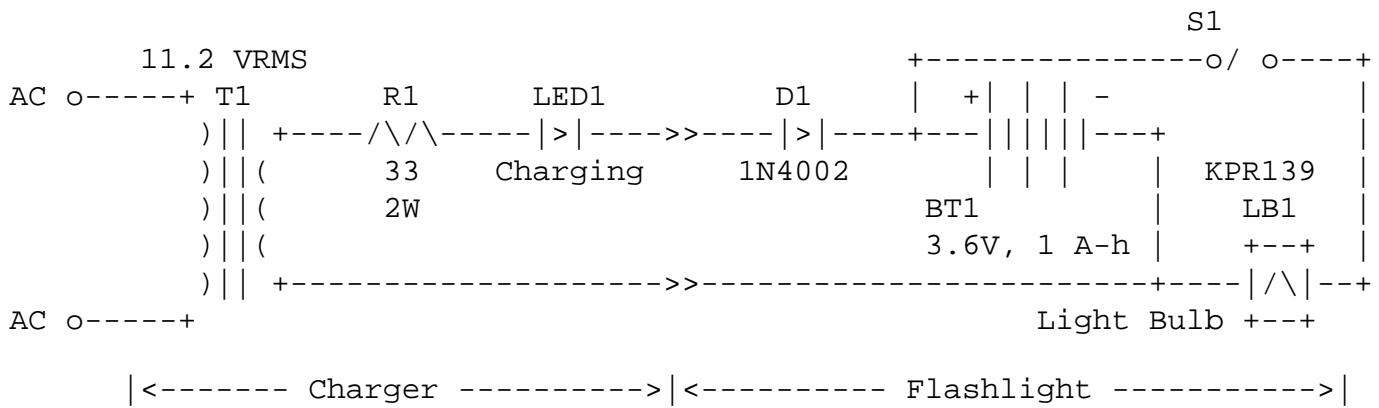 S1
11.2 VRMS
AC T1 R1 LED1 D1 + -
33 Charging 1N4002 KPR139
2W BT1 LB1
3.6V, 1 A-h
AC Light Bulb
|<------- Charger ---------->|<---------- Flashlight ----------->|